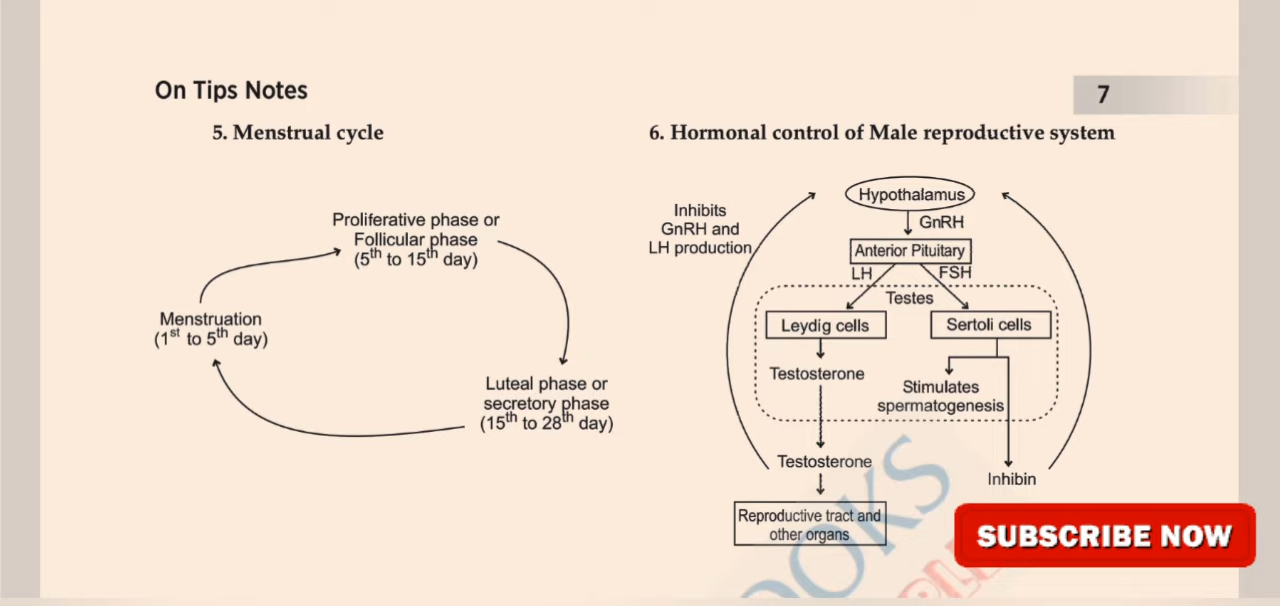 On Tips Notes
7
5. Menstrual cycle
Proliferative phase or
Follicular phase
(5th to 15th day)
Menstruation
(1st to 5th day)
Luteal phase or
secretory phase
(15th to 28th day)
6. Hormonal control of Male reproductive system
Hypothalamus
Inhibits
GnRH and
LH production
GnRH
Anterior Pituitary
LH
FSH
Testes
Leydig cells
Sertoli cells
Testosterone
Stimulates
spermatogenesis
Testosterone
Inhibin
Reproductive tract and
other organs
SUBSCRIBE NOW